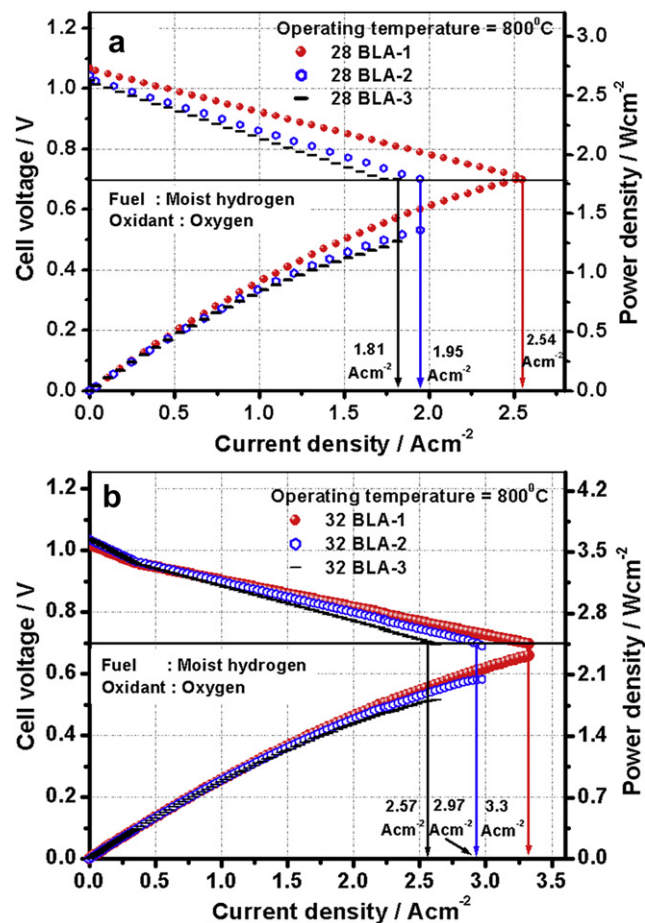 a
Operating temperature = 800⁰C
28 BLA-1
28 BLA-2
28 BLA-3
Fuel : Moist hydrogen
Oxidant : Oxygen
1.81
Acm⁻²
1.95
Acm⁻²
2.54
Acm⁻²
Cell voltage / V
1.2
1.0
0.8
0.6
0.4
0.2
0.0
Power density / Wcm⁻²
3.0
2.5
2.0
1.5
1.0
0.5
0.0
0.0 0.5 1.0 1.5 2.0 2.5
Current density / Acm⁻²
b
Operating temperature = 800⁰C
32 BLA-1
32 BLA-2
32 BLA-3
Fuel : Moist hydrogen
Oxidant : Oxygen
2.57
Acm⁻²
2.97
Acm⁻²
3.3
Acm⁻²
Cell voltage / V
1.2
1.0
0.8
0.6
0.4
0.2
0.0
Power density / Wcm⁻²
4.2
3.5
2.8
2.1
1.4
0.7
0.0
0.0 0.5 1.0 1.5 2.0 2.5 3.0 3.5
Current density / Acm⁻²